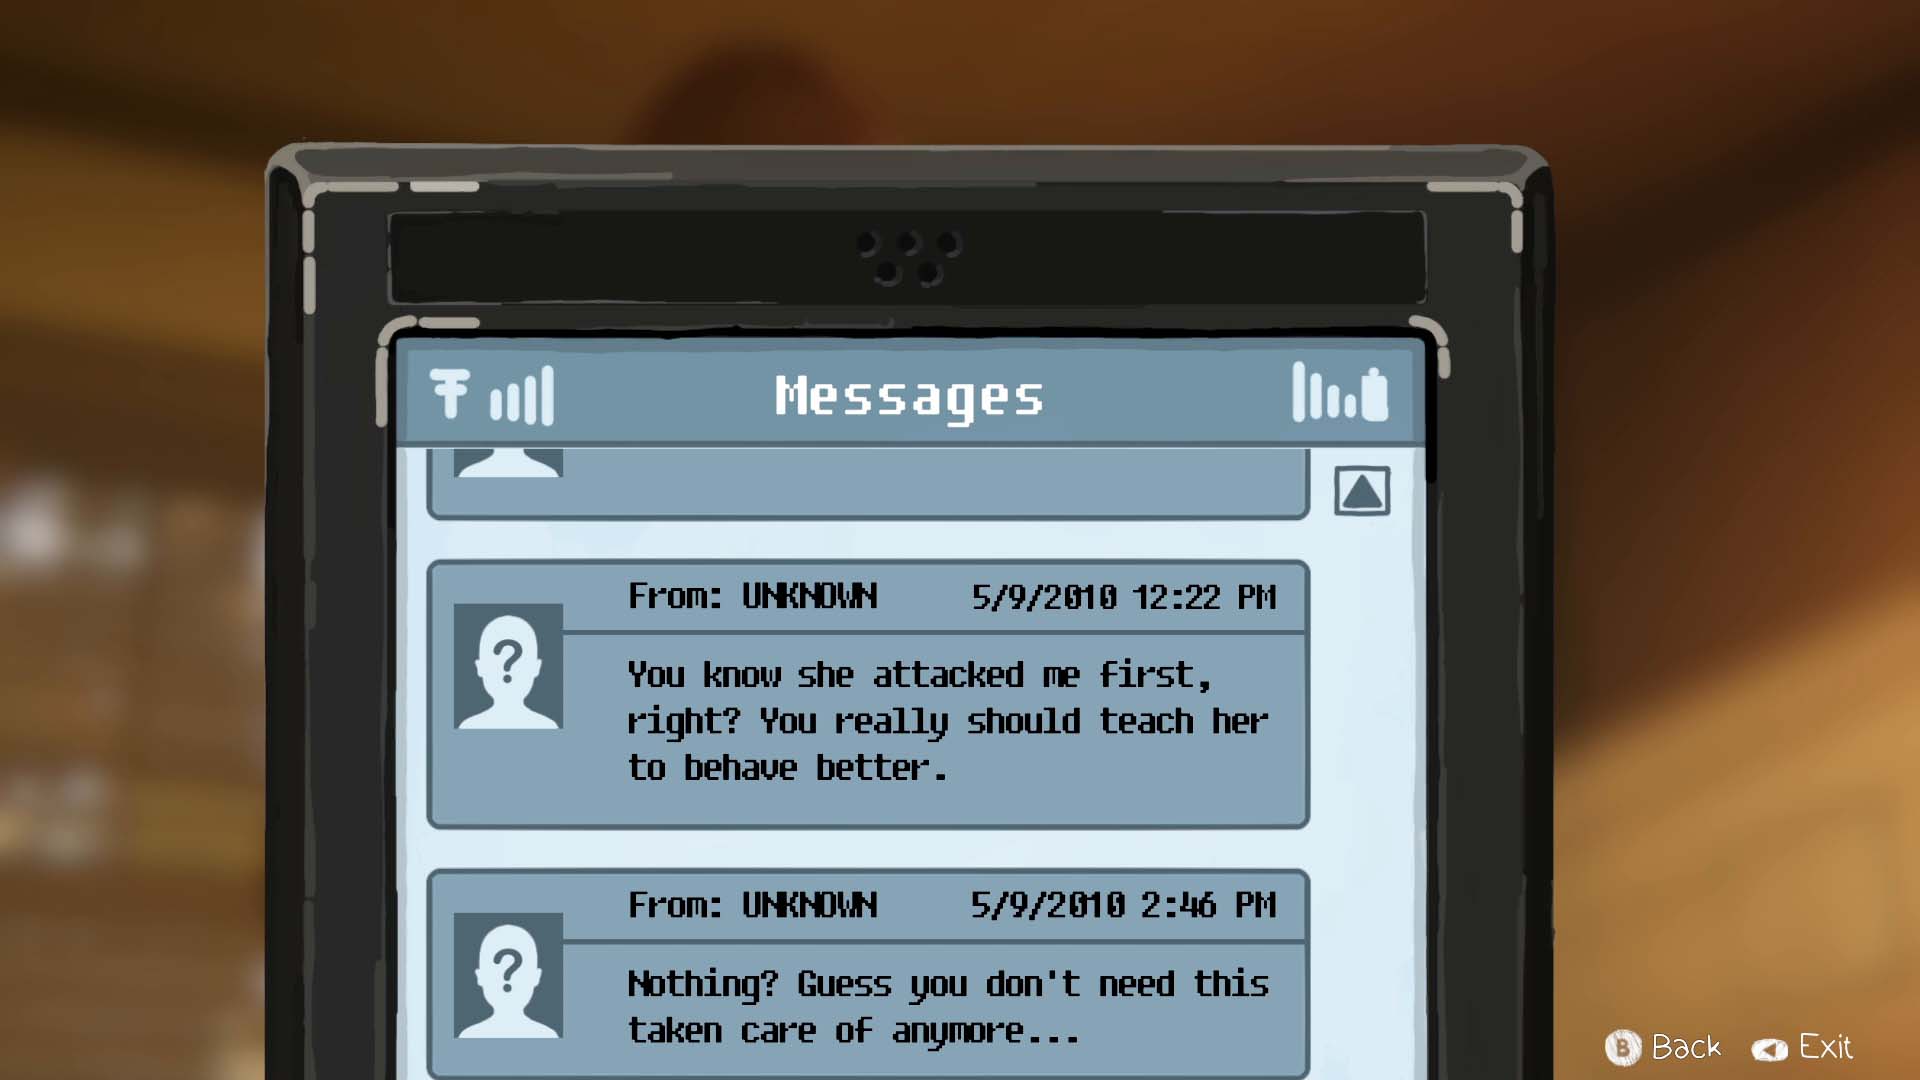 Messages
From: UNKNOWN 5/9/2010 12:22 PM
?
You know she attacked me first,
right? You really should teach her
to behave better.
From: UNKNOWN 5/9/2010 2:46 PM
?
Nothing? Guess you don't need this
taken care of anymore...
B Back Exit